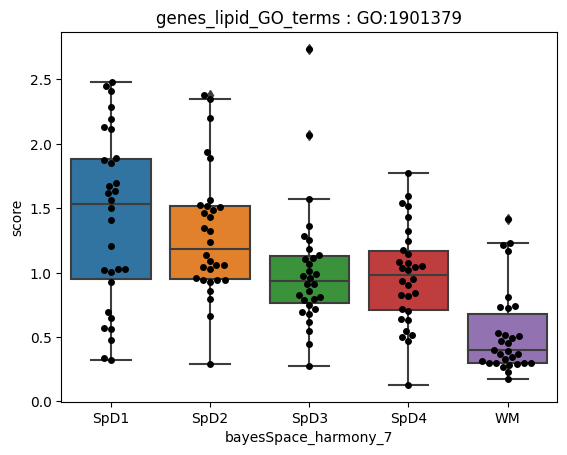 genes_lipid_GO_terms : GO:1901379
score
2.5
2.0
1.5
1.0
0.5
0.0
SpD1 SpD2 SpD3 SpD4 WM
bayesSpace_harmony_7